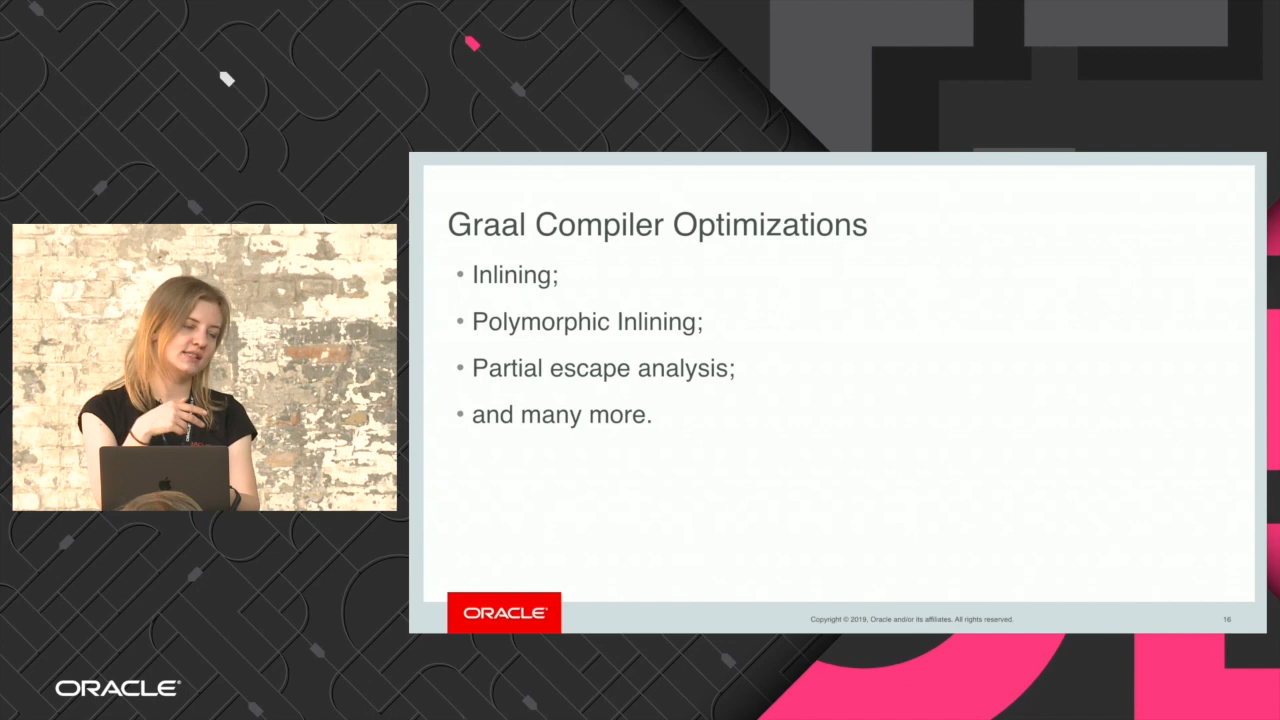 Graal Compiler Optimizations
• Inlining;
• Polymorphic Inlining;
• Partial escape analysis;
• and many more.
ORACLE®
Copyright © 2019, Oracle and/or its affiliates. All rights reserved.
16
ORACLE®